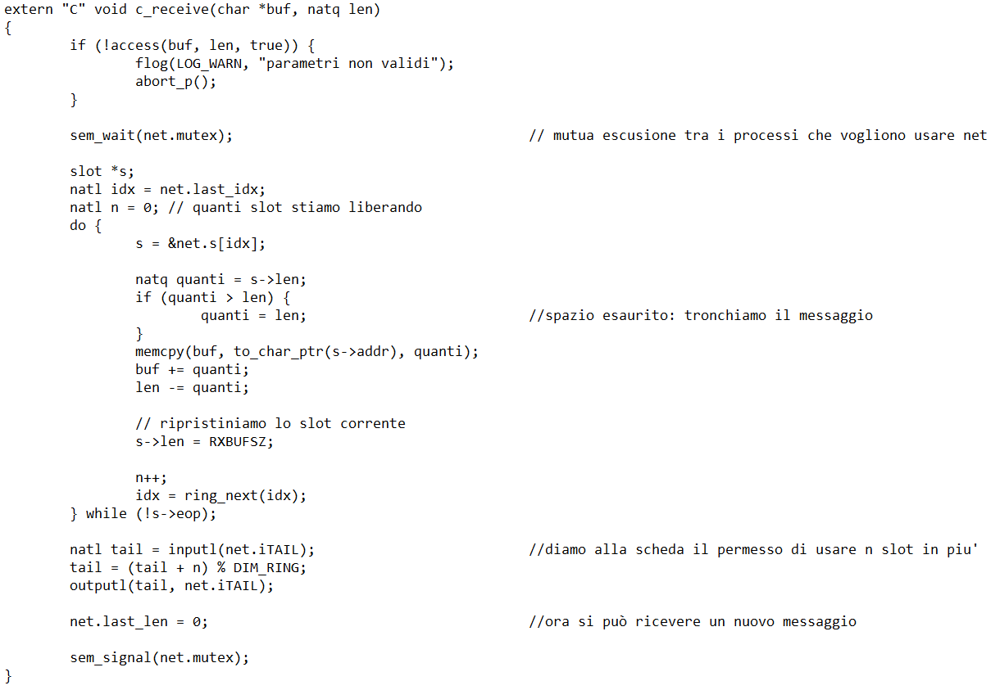 extern "C" void c_receive(char *buf, natq len)
{
        if (!access(buf, len, true)) {
                flog(LOG_WARN, "parametri non validi");
                abort_p();
        }
        sem_wait(net.mutex);                                    // mutua escusione tra i processi che vogliono usare net
        slot *s;
        natl idx = net.last_idx;
        natl n = 0; // quanti slot stiamo liberando
        do {
                s = &net.s[idx];
                natq quanti = s->len;
                if (quanti > len) {
                        quanti = len;                           //spazio esaurito: tronchiamo il messaggio
                }
                memcpy(buf, to_char_ptr(s->addr), quanti);
                buf += quanti;
                len -= quanti;
                // ripristiniamo lo slot corrente
                s->len = RXBUFSZ;
                n++;
                idx = ring_next(idx);
        } while (!s->eop);
        natl tail = inputl(net.iTAIL);                          //diamo alla scheda il permesso di usare n slot in piu'
        tail = (tail + n) % DIM_RING;
        outputl(tail, net.iTAIL);
        net.last_len = 0;                                       //ora si può ricevere un nuovo messaggio
        sem_signal(net.mutex);
}